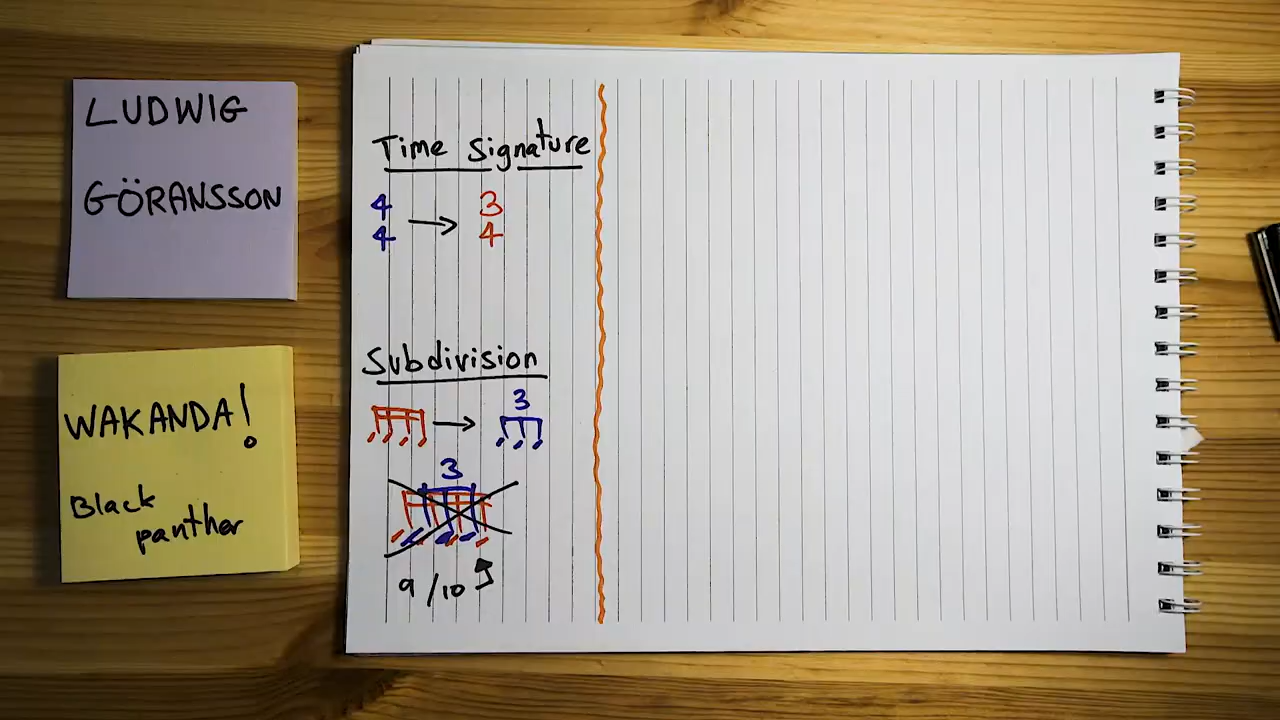 LUDWIG
GÖRANSSON
WAKANDA!
Black
panther
Time Signature
4 → 3
4 4
Subdivision
→ 3
3
9/10